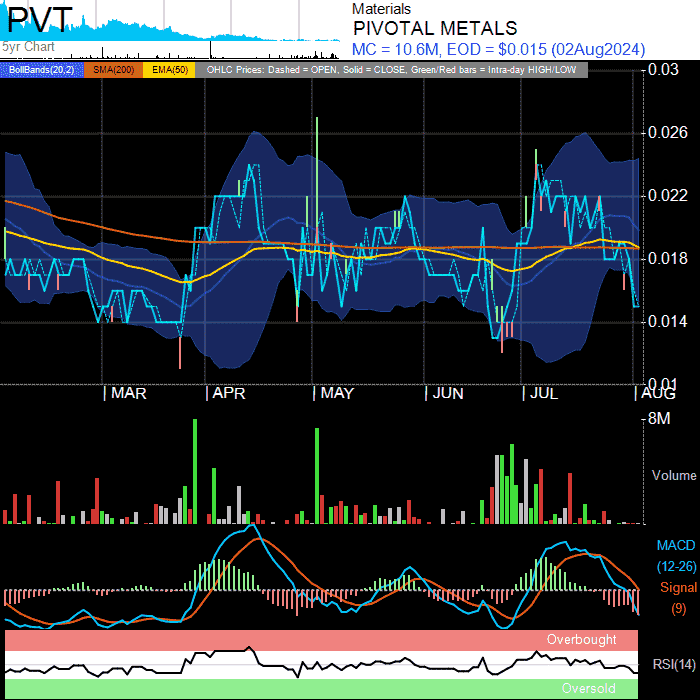 PVT
5yr Chart
Materials
PIVOTAL METALS
MC = 10.6M, EOD = $0.015 (02Aug2024)
BollBands(20,2) SMA(200) EMA(50) OHLC Prices: Dashed = OPEN, Solid = CLOSE, Green/Red bars = Intra-day HIGH/LOW
0.03
0.026
0.022
0.018
0.014
0.01
MAR APR MAY JUN JUL AUG
8M
Volume
MACD
(12-26)
Signal
(9)
Overbought
RSI(14)
Oversold